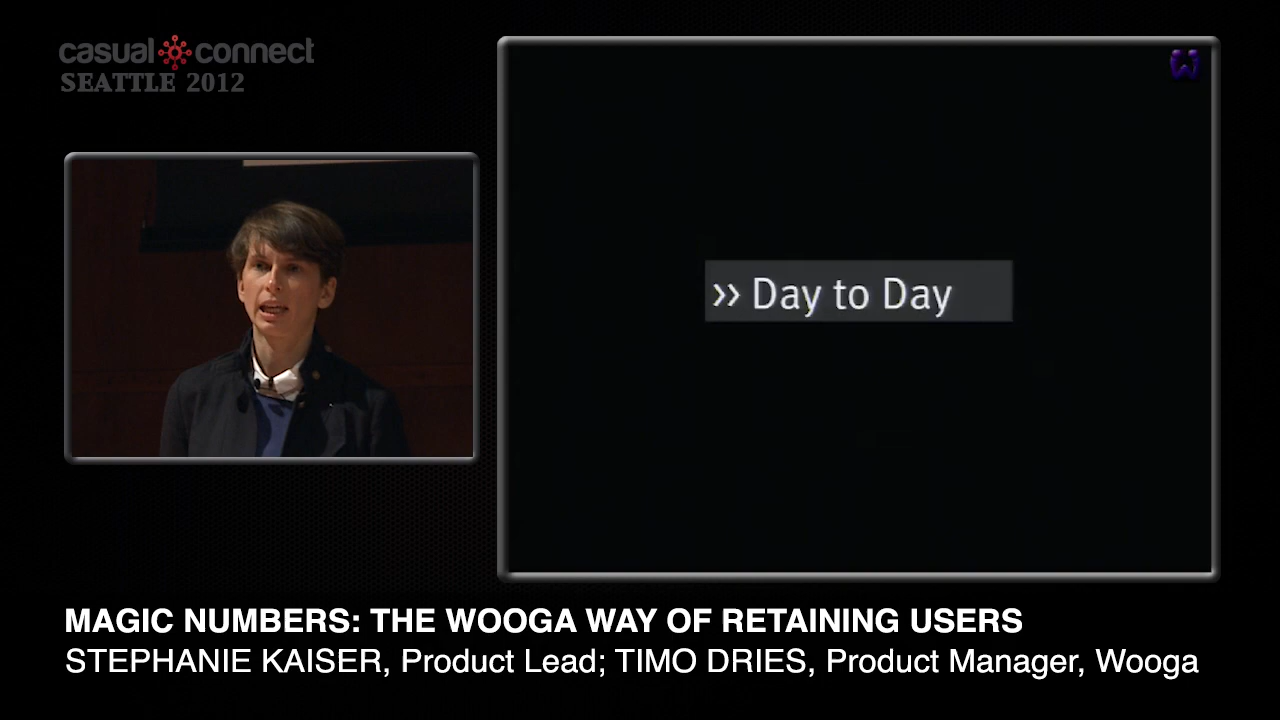 casual connect
SEATTLE 2012
>> Day to Day
MAGIC NUMBERS: THE WOOGA WAY OF RETAINING USERS
STEPHANIE KAISER, Product Lead; TIMO DRIES, Product Manager, Wooga